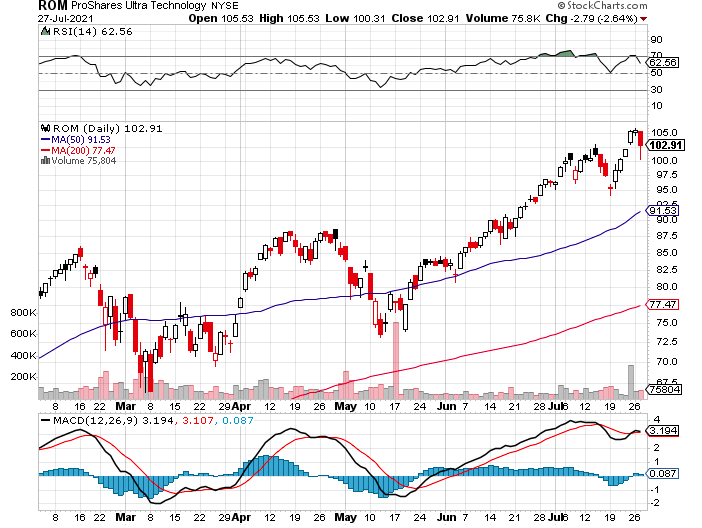 ROM ProShares Ultra Technology NYSE © StockCharts.com
27-Jul-2021 Open 105.53 High 105.53 Low 100.31 Close 102.91 Volume 75.8K Chg -2.79 (-2.64%)
RSI(14) 62.56
90
70
62.56
50
30
10
ROM (Daily) 102.91
MA(50) 91.53
MA(200) 77.47
Volume 75,804
105.0
102.91
100.0
97.5
95.0
92.5
91.53
90.0
87.5
85.0
82.5
80.0
77.47
75.0
72.5
70.0
67.5
75804
800K
600K
400K
200K
8 16 22 Mar 8 15 22 29 Apr 12 19 26 May 10 17 24 Jun 7 14 21 28 Jul 6 12 19 26
MACD(12,26,9) 3.194, 3.107, 0.087
4
3.194
2
1
0.087
-1
-2
8 16 22 Mar 8 15 22 29 Apr 12 19 26 May 10 17 24 Jun 7 14 21 28 Jul 6 12 19 26